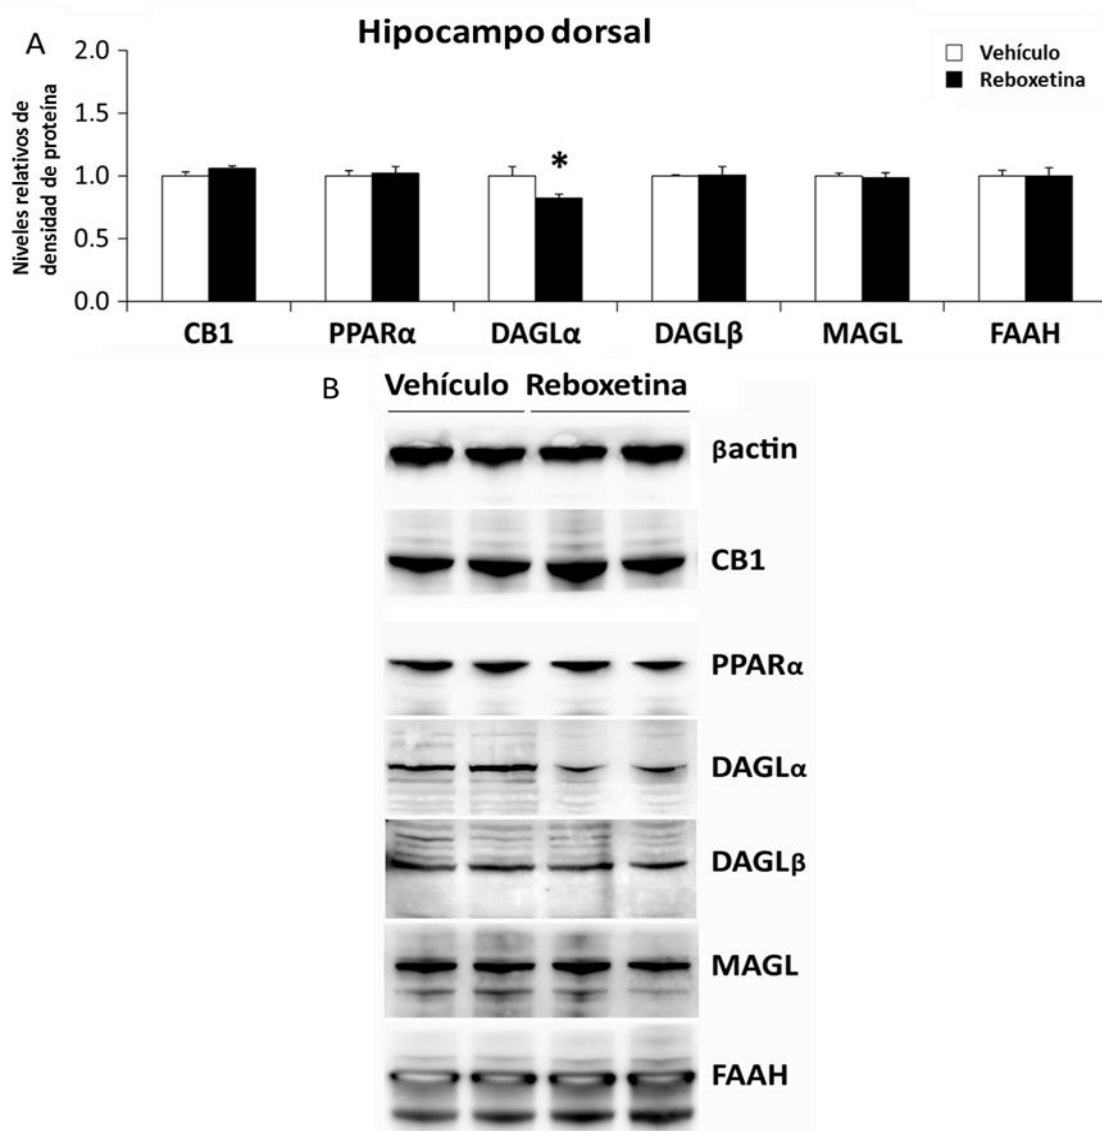 Hipocampo dorsal
A
Vehículo
Reboxetina
Niveles relativos de
densidad de proteína
2.0
1.5
1.0
0.5
0.0
*
CB1 PPARα DAGLα DAGLβ MAGL FAAH
B
Vehículo Reboxetina
βactin
CB1
PPARα
DAGLα
DAGLβ
MAGL
FAAH